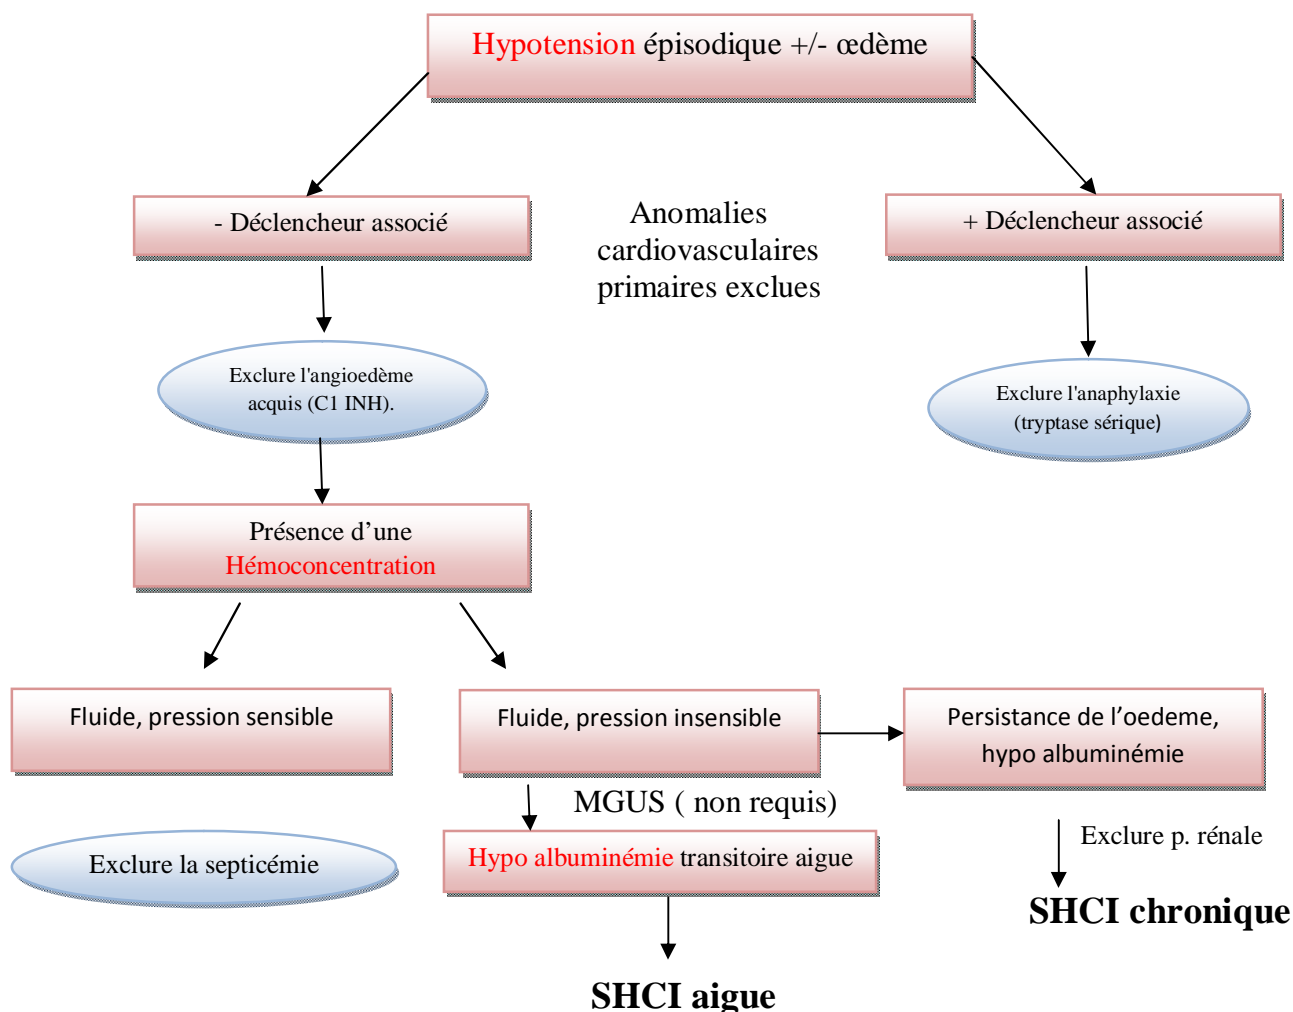 Hypotension épisodique +/- œdème
- Déclencheur associé
Anomalies
cardiovasculaires
primaires exclues
+ Déclencheur associé
Exclure l'angioedème
acquis (C1 INH).
Exclure l'anaphylaxie
(tryptase sérique)
Présence d’une
Hémoconcentration
Fluide, pression sensible
Fluide, pression insensible
Persistance de l’oedeme,
hypo albuminémie
MGUS ( non requis)
Exclure la septicémie
Hypo albuminémie transitoire aigue
Exclure p. rénale
SHCI chronique
SHCI aigue